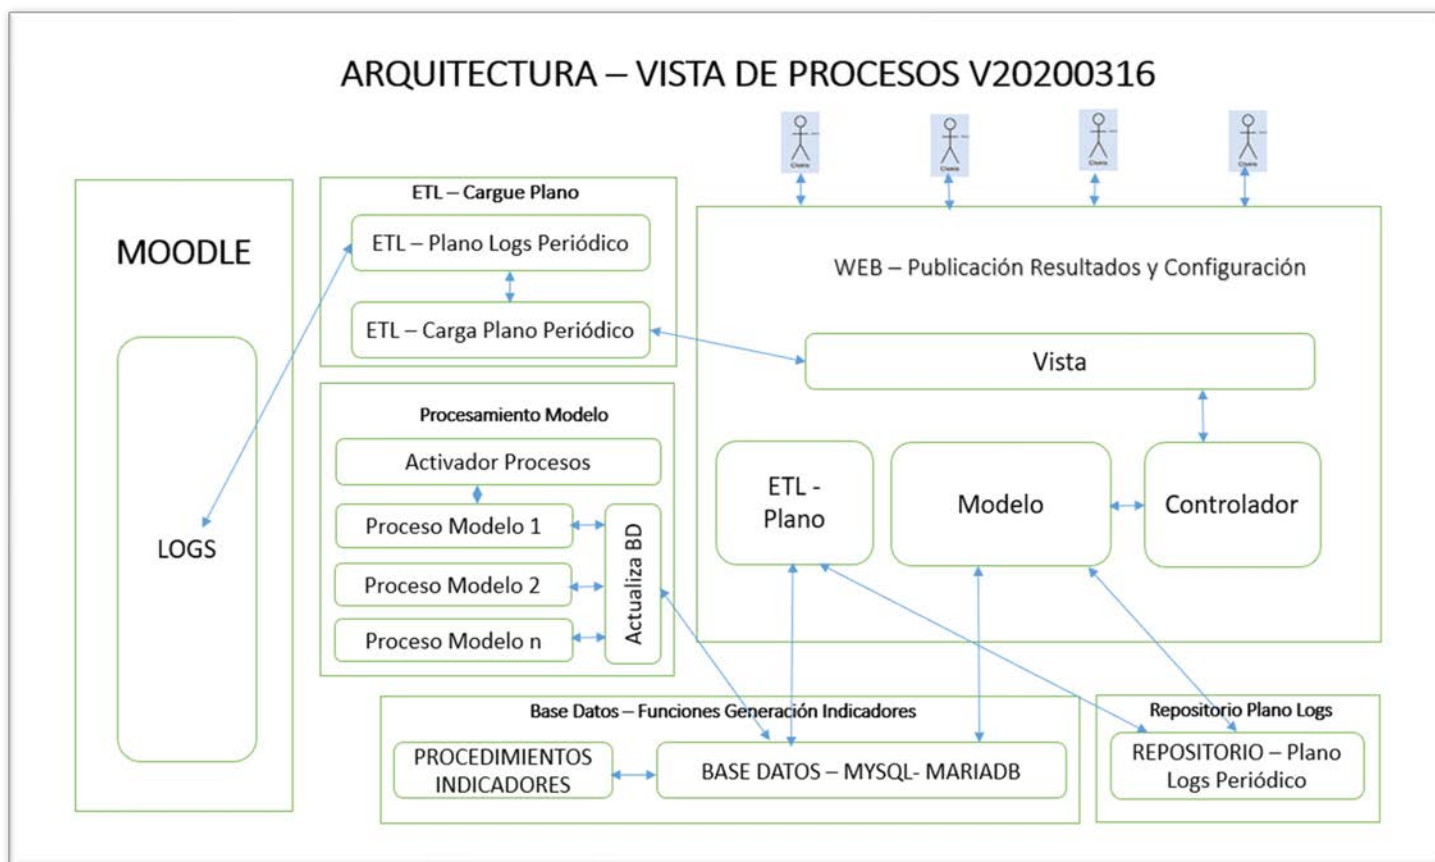 ARQUITECTURA – VISTA DE PROCESOS V20200316
MOODLE
LOGS
ETL – Cargue Plano
ETL – Plano Logs Periódico
ETL – Carga Plano Periódico
Procesamiento Modelo
Activador Procesos
Proceso Modelo 1
Proceso Modelo 2
Proceso Modelo n
Actualiza BD
WEB – Publicación Resultados y Configuración
Vista
ETL -
Plano
Modelo
Controlador
Base Datos – Funciones Generación Indicadores
PROCEDIMIENTOS
INDICADORES
BASE DATOS – MYSQL- MARIADB
Repositorio Plano Logs
REPOSITORIO – Plano
Logs Periódico